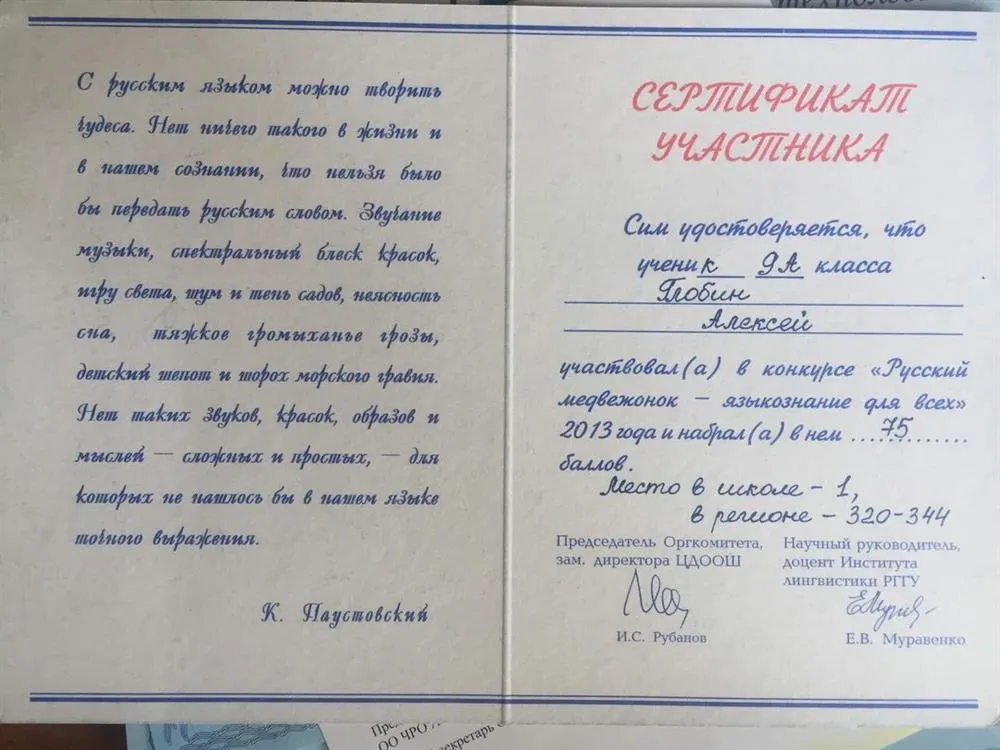 С русским языком можно творить
чудеса. Нет ничего такого в жизни и
в нашем сознании, что нельзя было
бы передать русским словом. Звучание
музыки, спектральный блеск красок,
игру света, шум и тень садов, неясность
сна, тяжкое громыханье грозы,
детский шепот и шорох морского гравия.
Нет таких звуков, красок, образов и
мыслей — сложных и простых, — для
которых не нашлось бы в нашем языке
точного выражения.
К. Паустовский
СЕРТИФИКАТ
УЧАСТНИКА
Сим удостоверяется, что
ученик 9А класса
Глобин
Алексей
участвовал(а) в конкурсе «Русский
медвежонок – языкознание для всех»
2013 года и набрал(а) в нем ...75...........
баллов.
Место в школе - 1,
в регионе - 320-344
Председатель Оргкомитета,
зам. директора ЦДООШ
И.С. Рубанов
Научный руководитель,
доцент Института
лингвистики РГГУ
Е.В. Муравенко
ОО ЧРО
секретарь